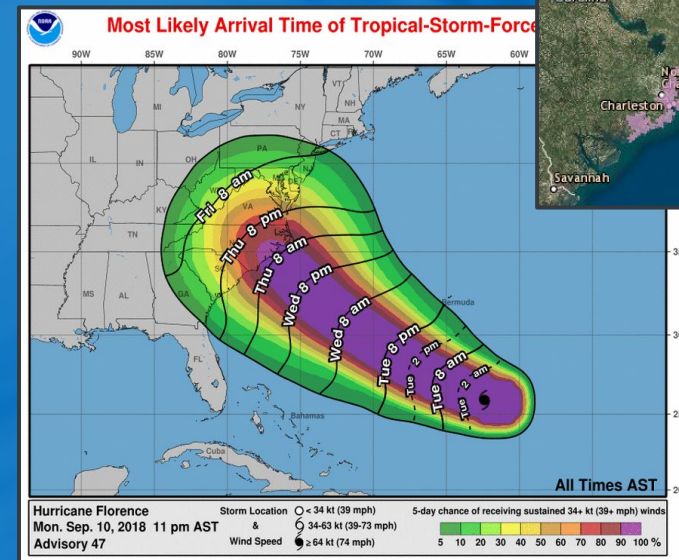 NOAA
Most Likely Arrival Time of Tropical-Storm-Force
90W 85W 80W 75W 70W 65W 60W
Charleston
Savannah
VT
NH
MI
NY
MA
CT
PA
IL
IN
OH
NJ
KY
VA
TN
MS
AL
GA
FL
Fri 8 am
Thu 8 pm
Thu 8 am
Wed 8 pm
Wed 8 am
Tue 8 pm
Tue 2 pm
Tue 8 am
Tue 2 am
Bermuda
Bahamas
Cuba
All Times AST
Hurricane Florence
Mon. Sep. 10, 2018 11 pm AST
Advisory 47
Storm Location
&
Wind Speed
< 34 kt (39 mph)
34-63 kt (39-73 mph)
≥ 64 kt (74 mph)
5-day chance of receiving sustained 34+ kt (39+ mph) winds
5 10 20 30 40 50 60 70 80 90 100 %